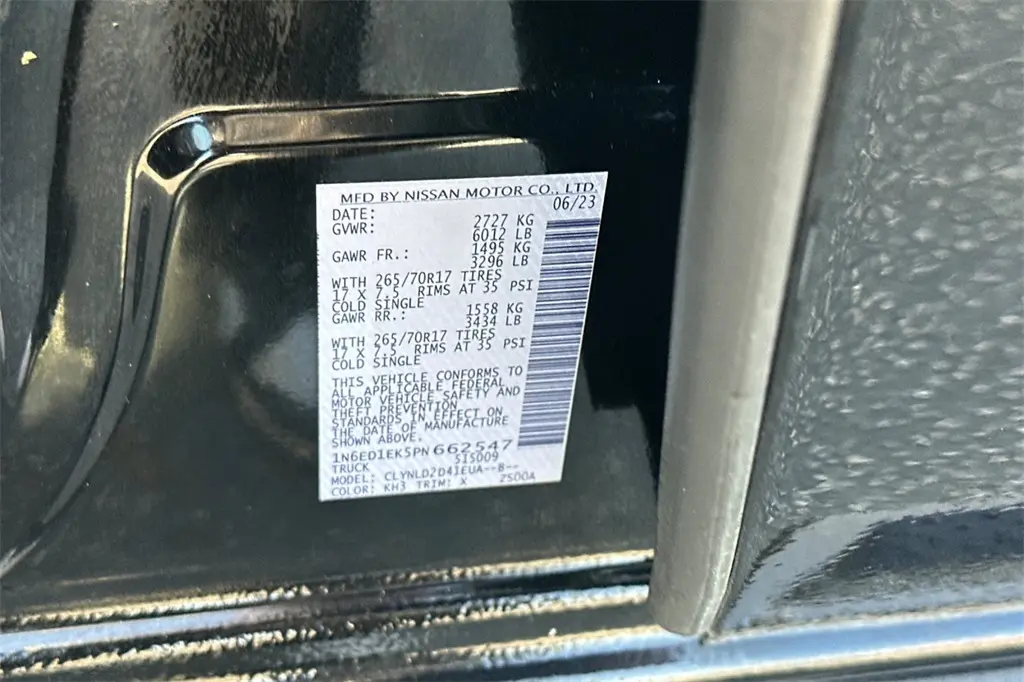 MFD BY NISSAN MOTOR CO., LTD.
DATE: 06/23
GVWR: 2727 KG
6012 LB
GAWR FR.: 1495 KG
3296 LB
WITH 265/70R17 TIRES
17 X 7.5 RIMS AT 35 PSI
COLD SINGLE
GAWR RR.: 1558 KG
3434 LB
WITH 265/70R17 TIRES
17 X 7.5 RIMS AT 35 PSI
COLD SINGLE
THIS VEHICLE CONFORMS TO
ALL APPLICABLE FEDERAL
MOTOR VEHICLE SAFETY AND
THEFT PREVENTION
STANDARDS IN EFFECT ON
THE DATE OF MANUFACTURE
SHOWN ABOVE.
1N6ED1EK5PN662547
TRUCK SIS009
MODEL: CLYNLD2D41EUA--B--
COLOR: KH3 TRIM: X ZS00A